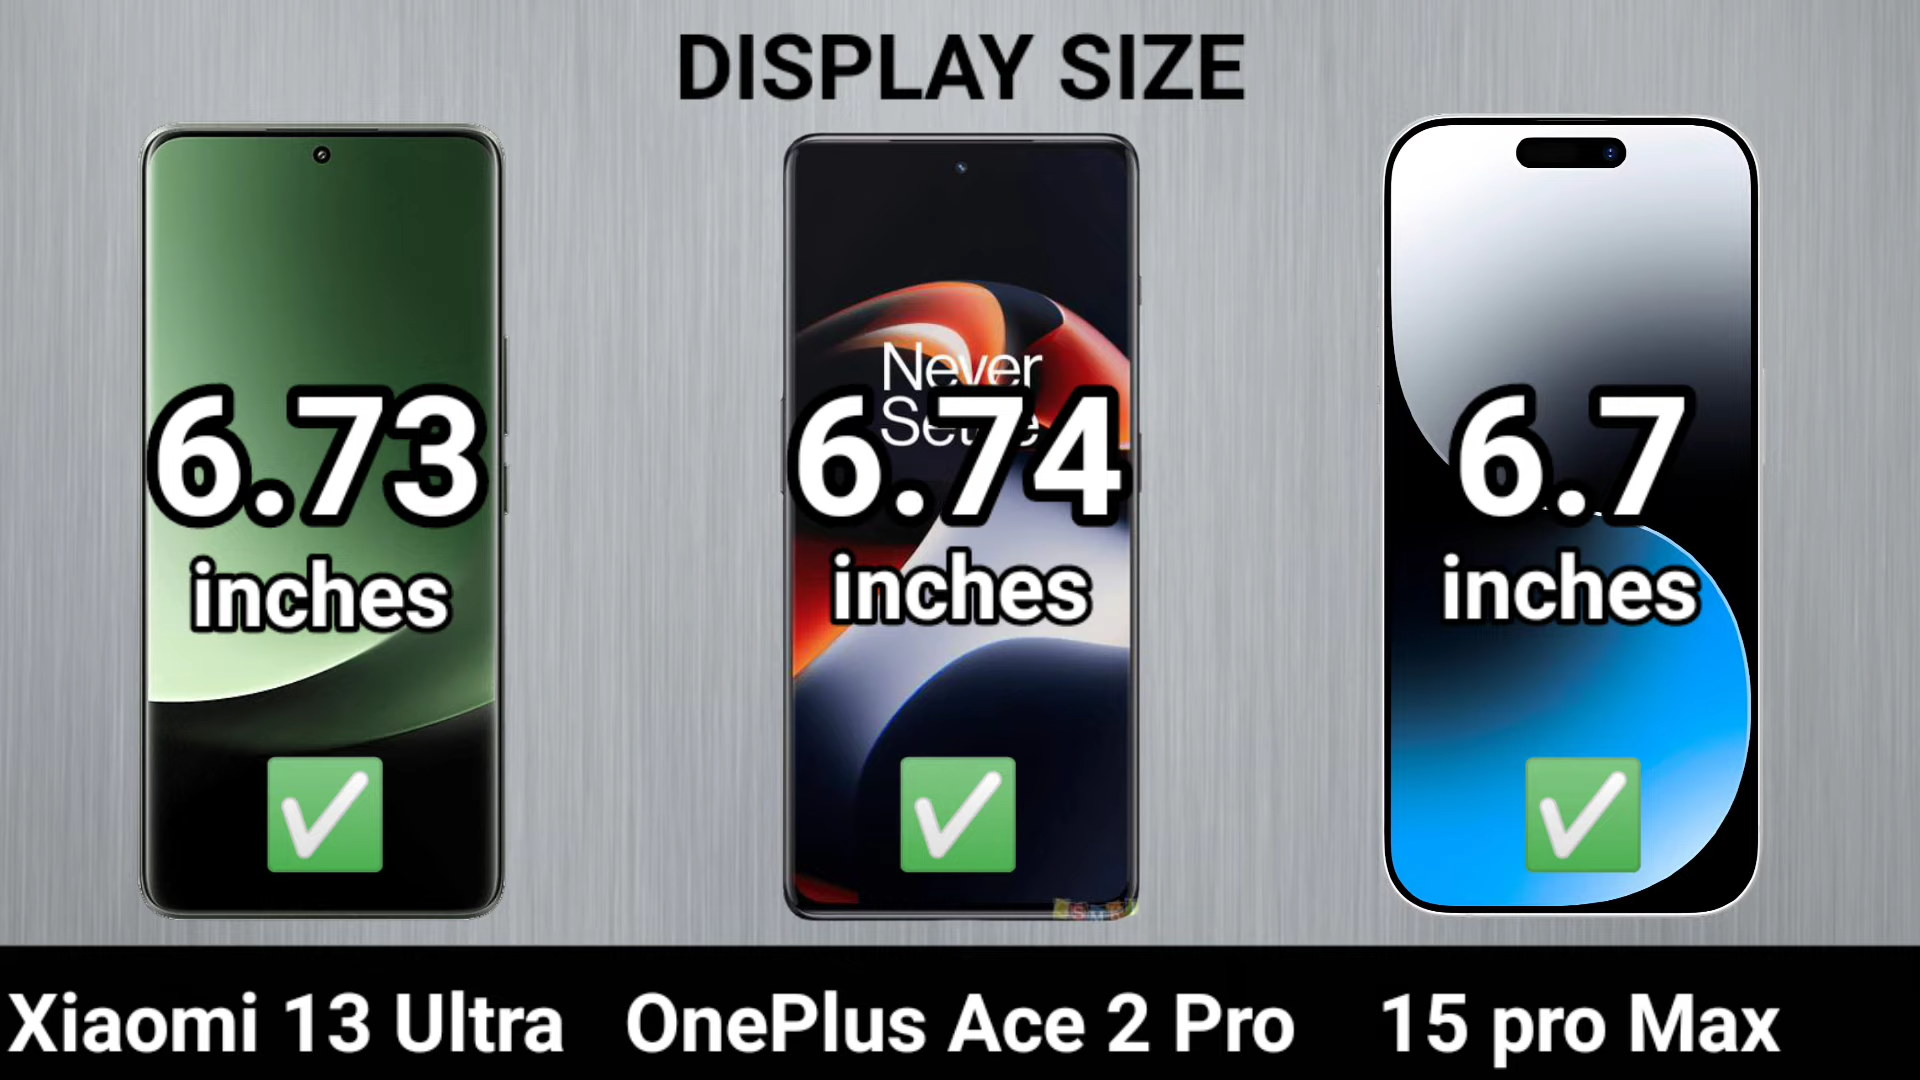 DISPLAY SIZE
Never
6.73
6.74
6.7
inches
inches
inches
Xiaomi 13 Ultra
OnePlus Ace 2 Pro
15 pro Max